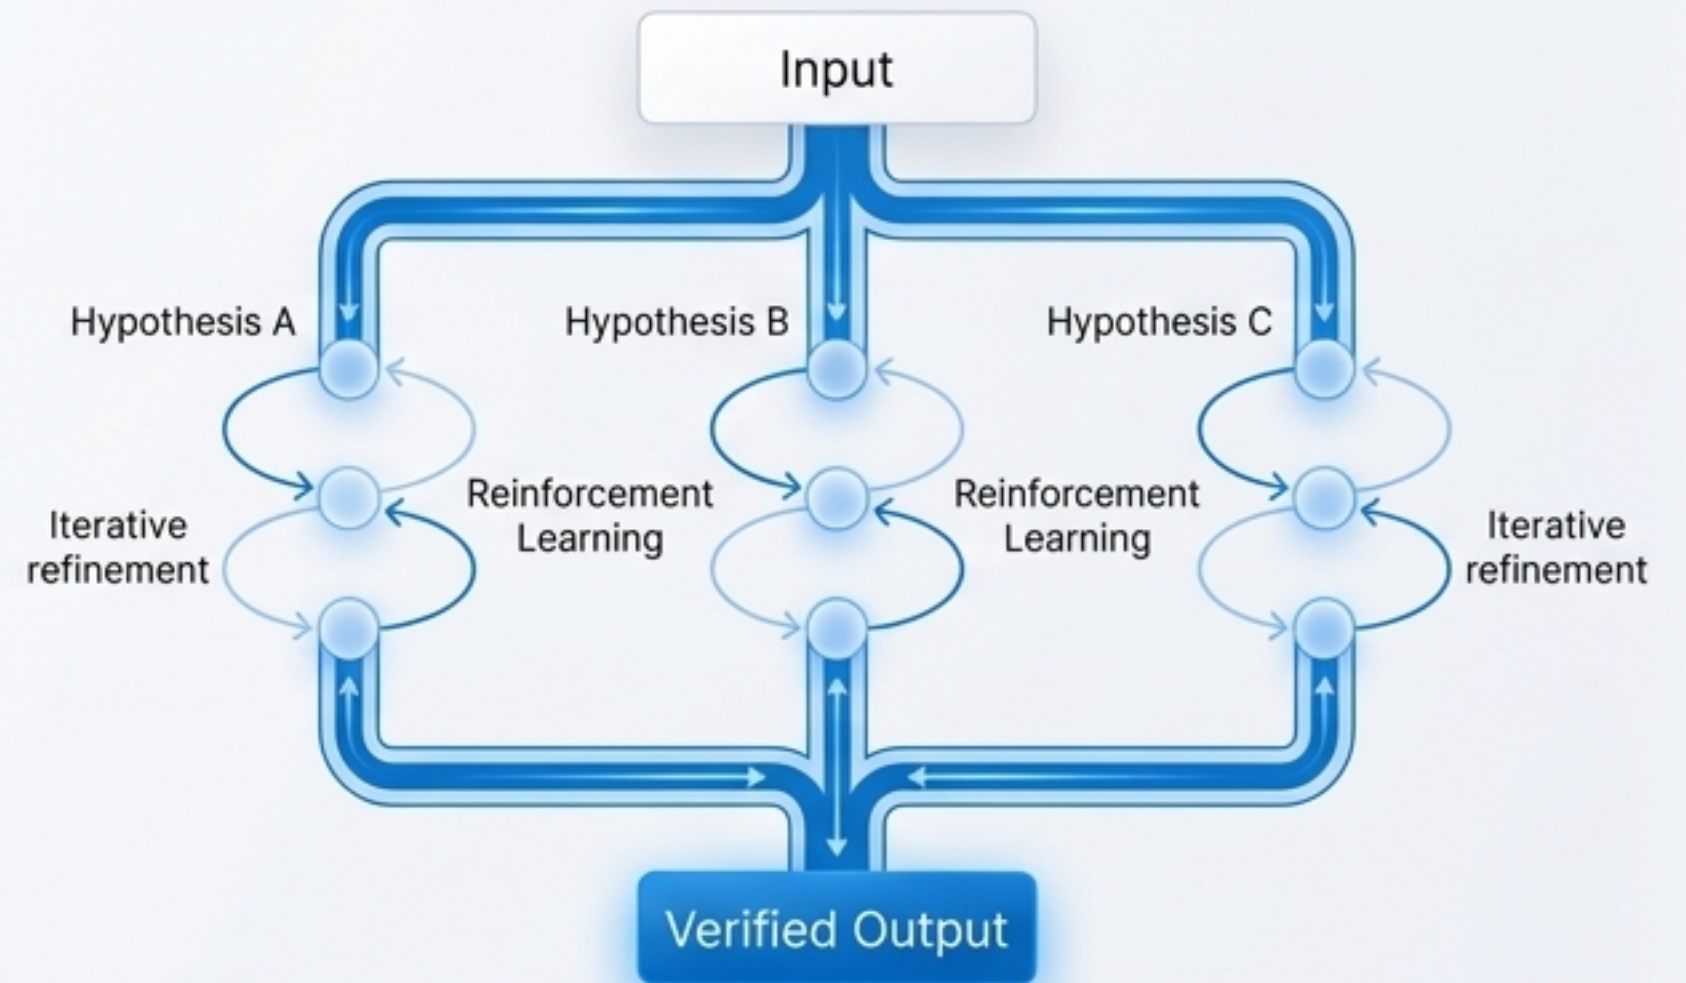 Input
Hypothesis A
Hypothesis B
Hypothesis C
Iterative
refinement
Reinforcement
Learning
Reinforcement
Learning
Iterative
refinement
Verified Output